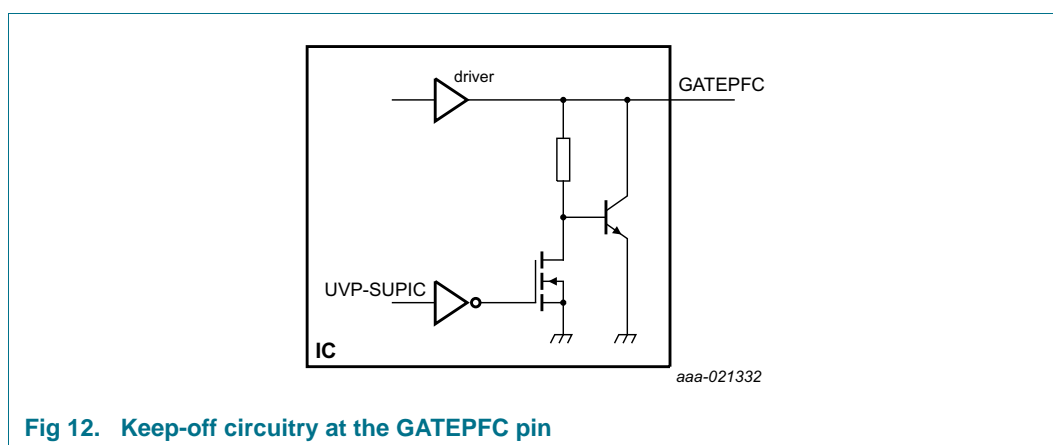 driver
GATEPFC
UVP-SUPIC
IC
aaa-021332
Fig 12. Keep-off circuitry at the GATEPFC pin